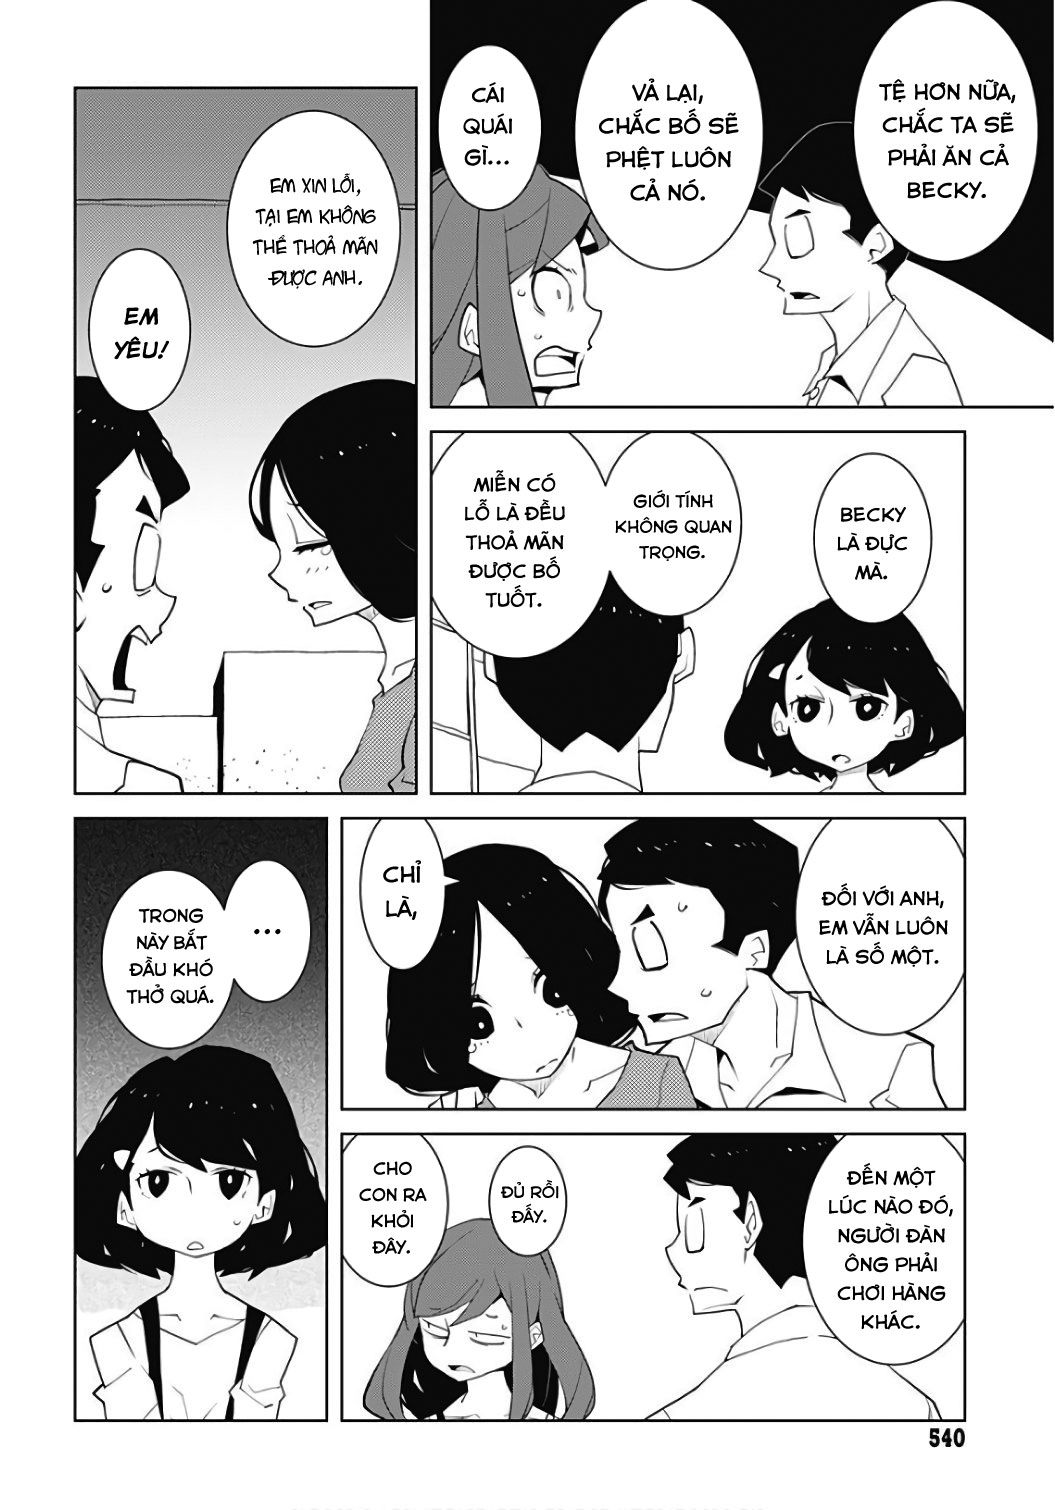 TỆ HƠN NỮA,
CHẮC TA SẼ
PHẢI ĂN CẢ
BECKY.
VẢ LẠI,
CHẮC BỐ SẼ
PHỆT LUÔN
CẢ NÓ.
CÁI
QUÁI
GÌ...
BECKY
LÀ ĐỰC
MÀ.
GIỚI TÍNH
KHÔNG QUAN
TRỌNG.
MIỄN CÓ
LỖ LÀ ĐỀU
THOẢ MÃN
ĐƯỢC BỐ
TUỐT.
EM XIN LỖI,
TẠI EM KHÔNG
THỂ THOẢ MÃN
ĐƯỢC ANH.
EM
YÊU!
ĐỐI VỚI ANH,
EM VẪN LUÔN
LÀ SỐ MỘT.
CHỈ
LÀ,
ĐẾN MỘT
LÚC NÀO ĐÓ,
NGƯỜI ĐÀN
ÔNG PHẢI
CHƠI HÀNG
KHÁC.
ĐỦ RỒI
ĐẤY.
CHO
CON RA
KHỎI
ĐÂY.
...
TRONG
NÀY BẮT
ĐẦU KHÓ
THỞ QUÁ.
540